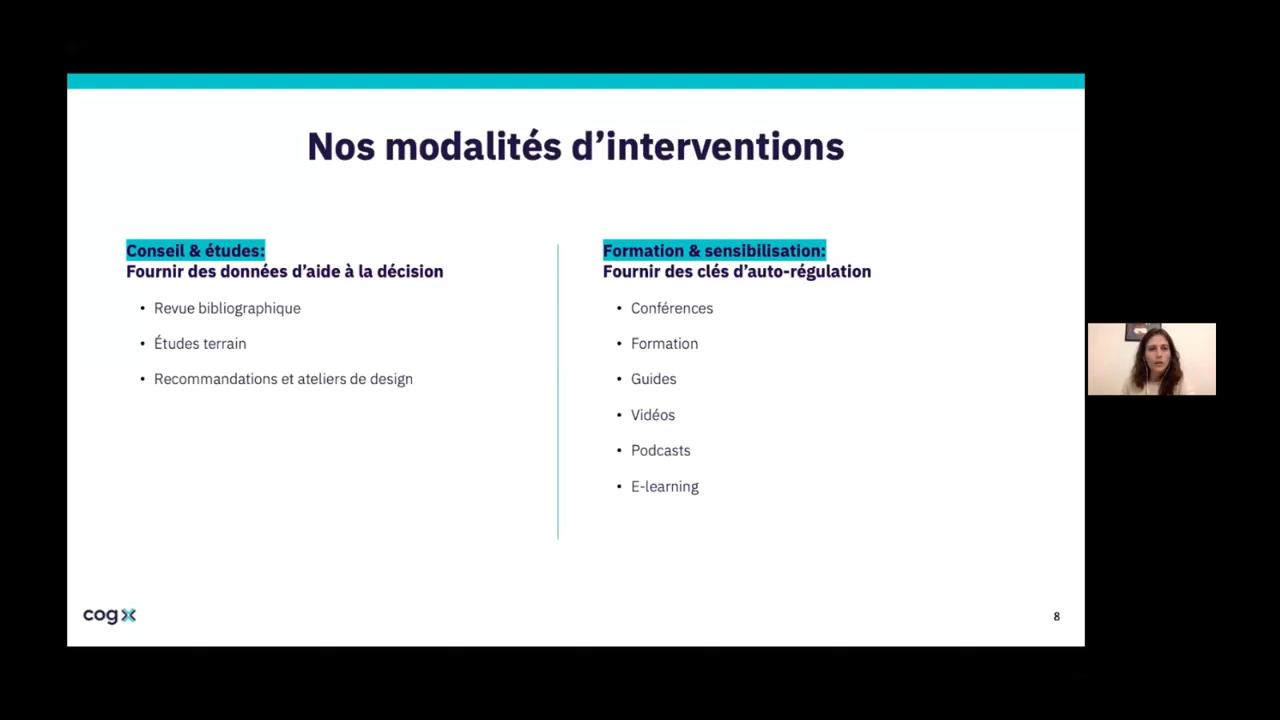 Nos modalités d’interventions
Conseil & études:
Fournir des données d’aide à la décision
• Revue bibliographique
• Études terrain
• Recommandations et ateliers de design
Formation & sensibilisation:
Fournir des clés d’auto-régulation
• Conférences
• Formation
• Guides
• Vidéos
• Podcasts
• E-learning
cogx
8